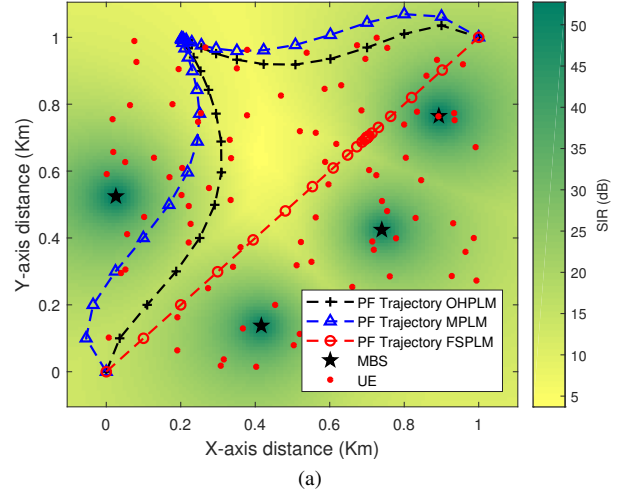 Y-axis distance (Km)
1
0.8
0.6
0.4
0.2
0
0 0.2 0.4 0.6 0.8 1
X-axis distance (Km)
PF Trajectory OHPLM
PF Trajectory MPLM
PF Trajectory FSPLM
MBS
UE
50
45
40
35
30
25
20
15
10
5
SIR (dB)
(a)